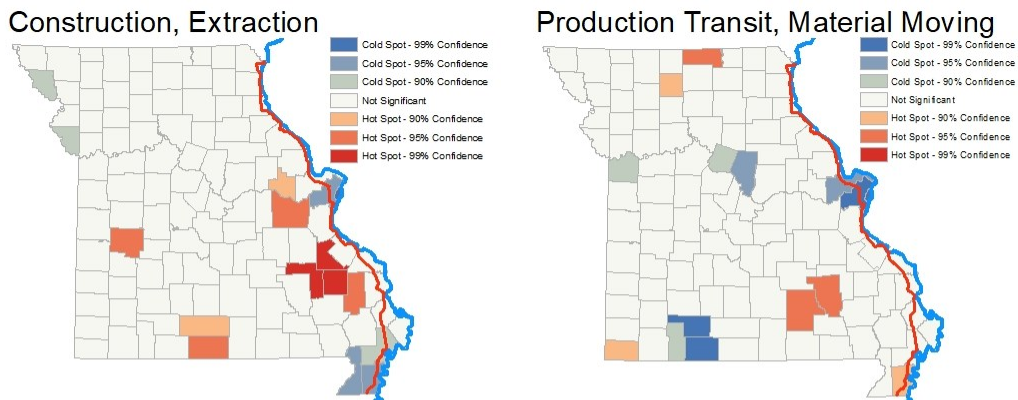 Construction, Extraction
Cold Spot - 99% Confidence
Cold Spot - 95% Confidence
Cold Spot - 90% Confidence
Not Significant
Hot Spot - 90% Confidence
Hot Spot - 95% Confidence
Hot Spot - 99% Confidence
Production Transit, Material Moving
Cold Spot - 99% Confidence
Cold Spot - 95% Confidence
Cold Spot - 90% Confidence
Not Significant
Hot Spot - 90% Confidence
Hot Spot - 95% Confidence
Hot Spot - 99% Confidence